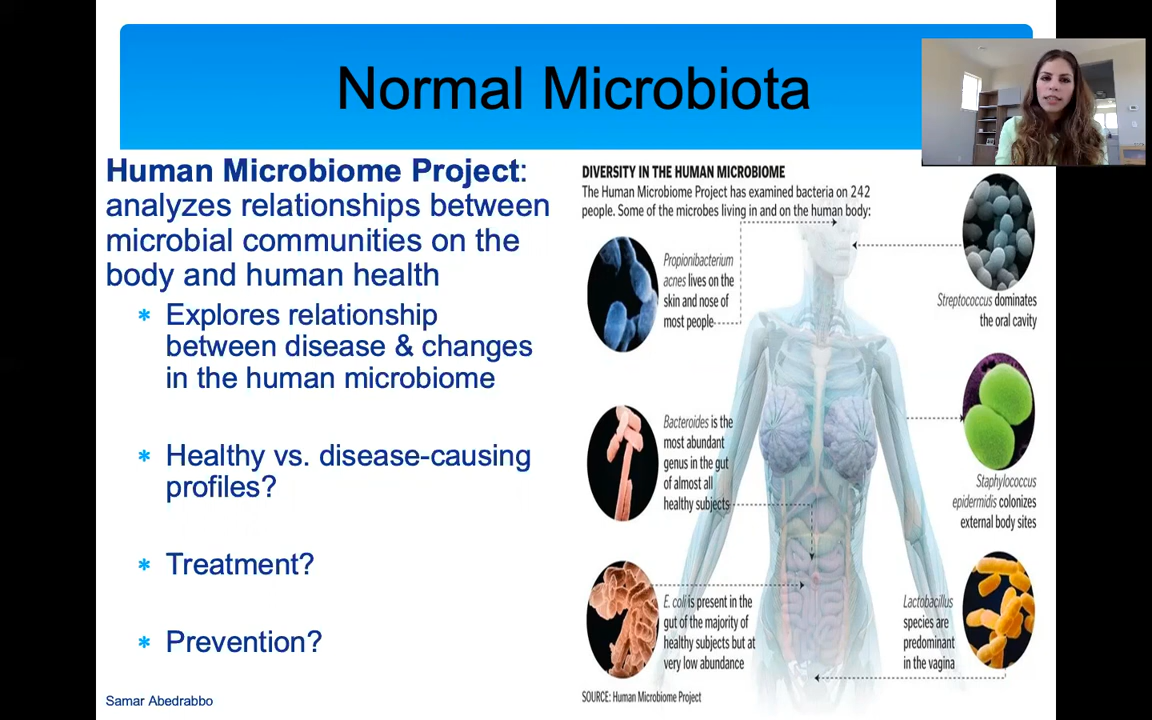 Normal Microbiota
Human Microbiome Project:
analyzes relationships between
microbial communities on the
body and human health
* Explores relationship
between disease & changes
in the human microbiome
* Healthy vs. disease-causing
profiles?
* Treatment?
* Prevention?
Samar Abedrabbo
DIVERSITY IN THE HUMAN MICROBIOME
The Human Microbiome Project has examined bacteria on 242
people. Some of the microbes living in and on the human body:
Propionibacterium
acnes lives on the
skin and nose of
most people
Streptococcus dominates
the oral cavity
Bacteroides is the
most abundant
genus in the gut
of almost all
healthy subjects
Staphylococcus
epidermidis colonizes
external body sites
E. coli is present in the
gut of the majority of
healthy subjects but at
very low abundance
Lactobacillus
species are
predominant
in the vagina
SOURCE: Human Microbiome Project